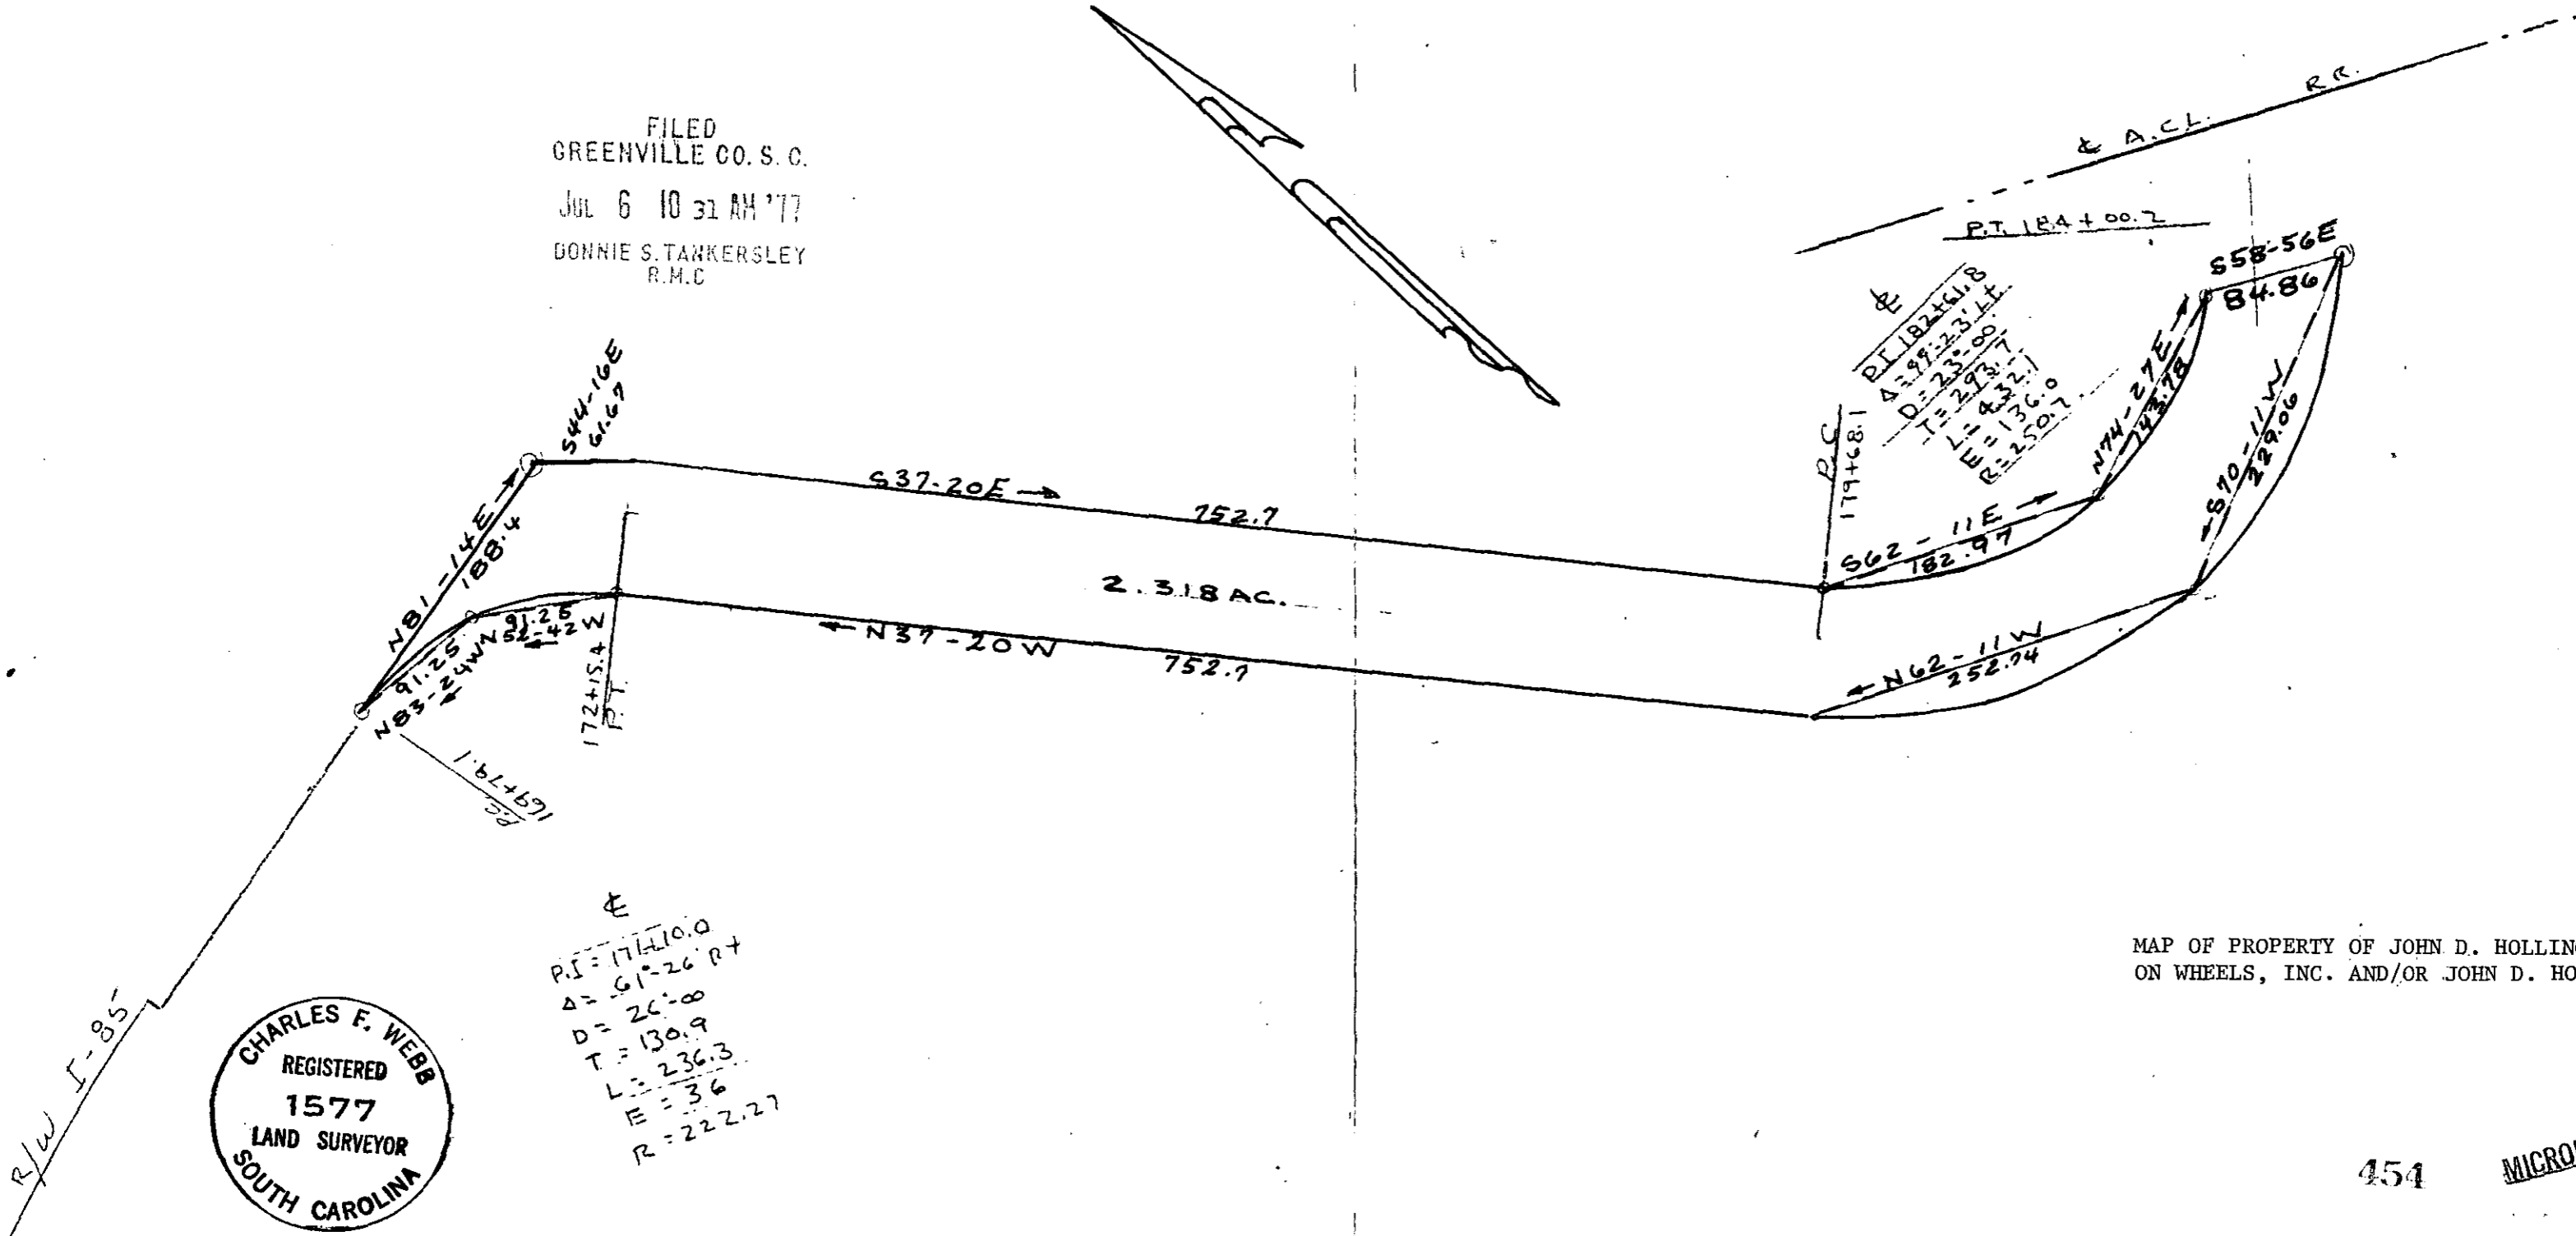 FILED
GREENVILLE CO. S. C.
JUL 6 10 31 AM '77
DONNIE S. TANKERSLEY
R.M.C
℄ A.C.L. R.R.
P.T. 184+00.2
S58-56E
84.86
℄
P.I. 182+61.8
Δ=99°-23' Lt
D=23°-00'
T=293.7
L=432.1
E=136.0
R=250.7
P.C
179+68.1
N74-27E
143.78
S70-11W
229.06
S62-11E
182.97
N62-11W
252.74
S44-16E
61.67
S37-20E
752.7
2.318 AC.
N37-20W
752.7
N81-14E
188.4
91.25
N52-42W
91.25
N83-24W
172+15.4
P.T.
P.C.
169+79.1
℄
P.I = 171+10.0
Δ = 61°-26' Rt
D = 26°-00
T = 130.9
L = 236.3
E = 36
R = 222.27
R/W I-85
CHARLES F. WEBB
REGISTERED
1577
LAND SURVEYOR
SOUTH CAROLINA
MAP OF PROPERTY OF JOHN D. HOLLING
ON WHEELS, INC. AND/OR JOHN D. HO
454
MICRO